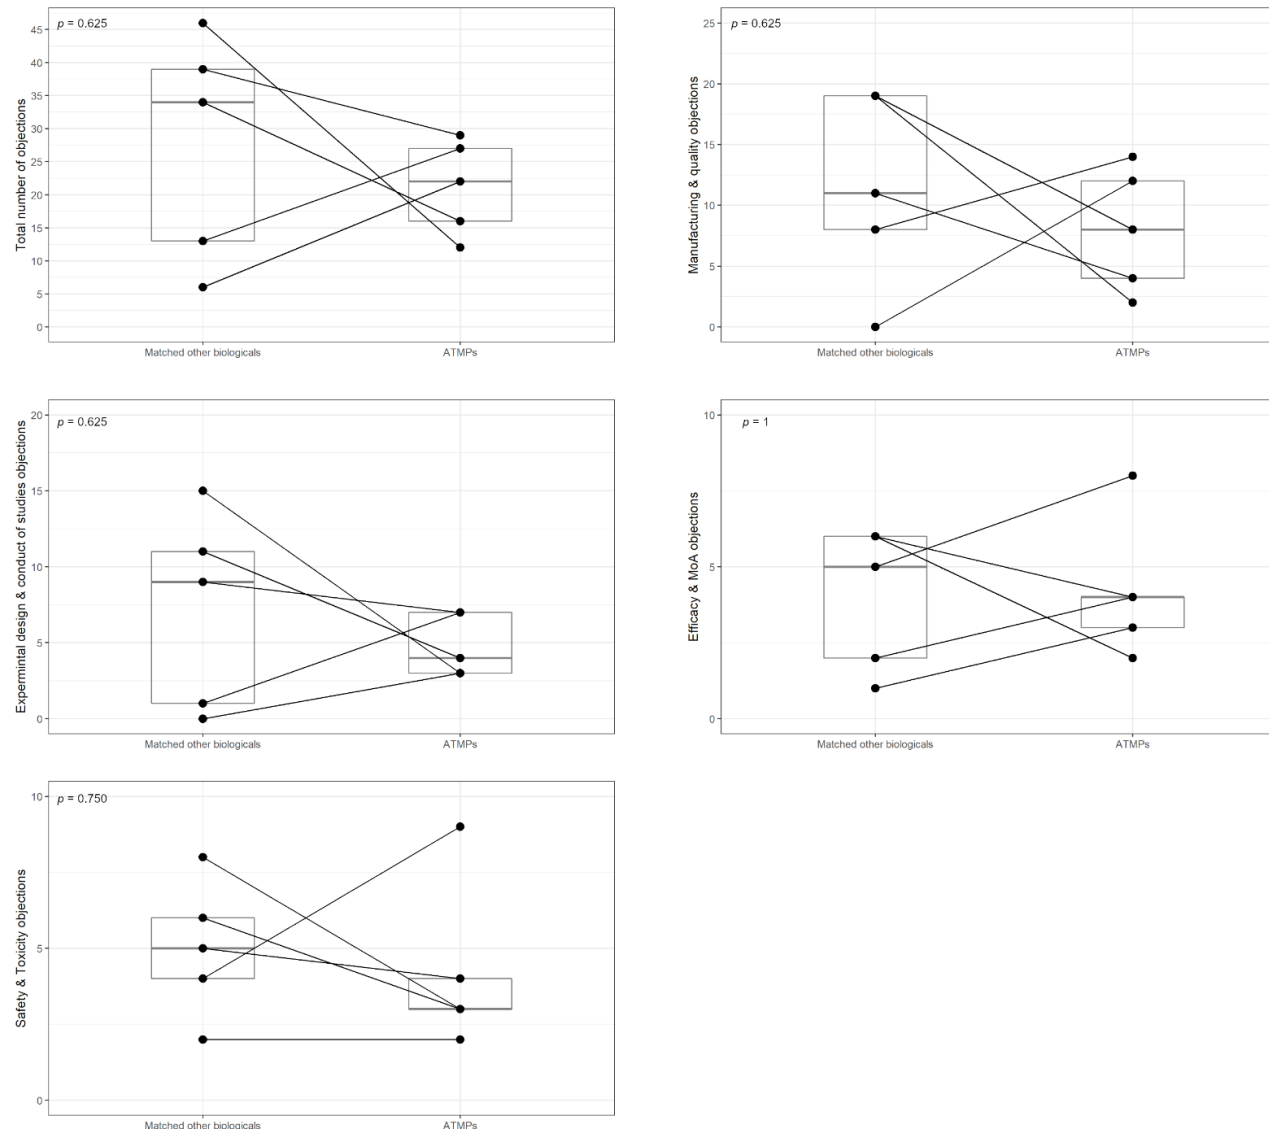 p = 0.625
Total number of objections
45
40
35
30
25
20
15
10
5
0
Matched other biologicals
ATMPs
p = 0.625
Manufacturing & quality objections
25
20
15
10
5
0
Matched other biologicals
ATMPs
p = 0.625
Expermintal design & conduct of studies objections
20
15
10
5
0
Matched other biologicals
ATMPs
p = 1
Efficacy & MoA objections
10
5
0
Matched other biologicals
ATMPs
p = 0.750
Safety & Toxicity objections
10
5
0
Matched other biologicals
ATMPs